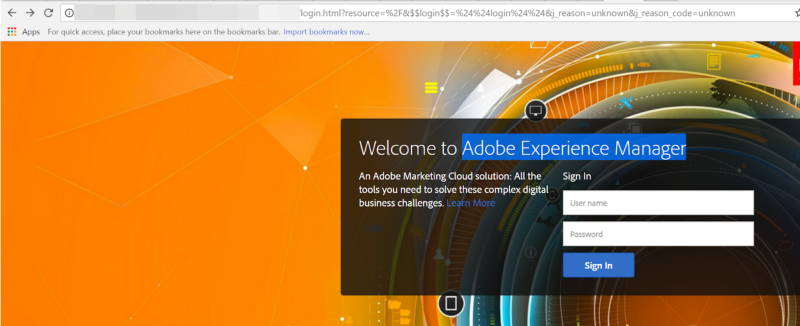 /login.html?resource=%2F&$$login$$=%24%24login%24%24&j_reason=unknown&j_reason_code=unknown
Apps For quick access, place your bookmarks here on the bookmarks bar. Import bookmarks now...
Welcome to Adobe Experience Manager
An Adobe Marketing Cloud solution: All the
tools you need to solve these complex digital
business challenges. Learn More
Sign In
User name
Password
Sign In